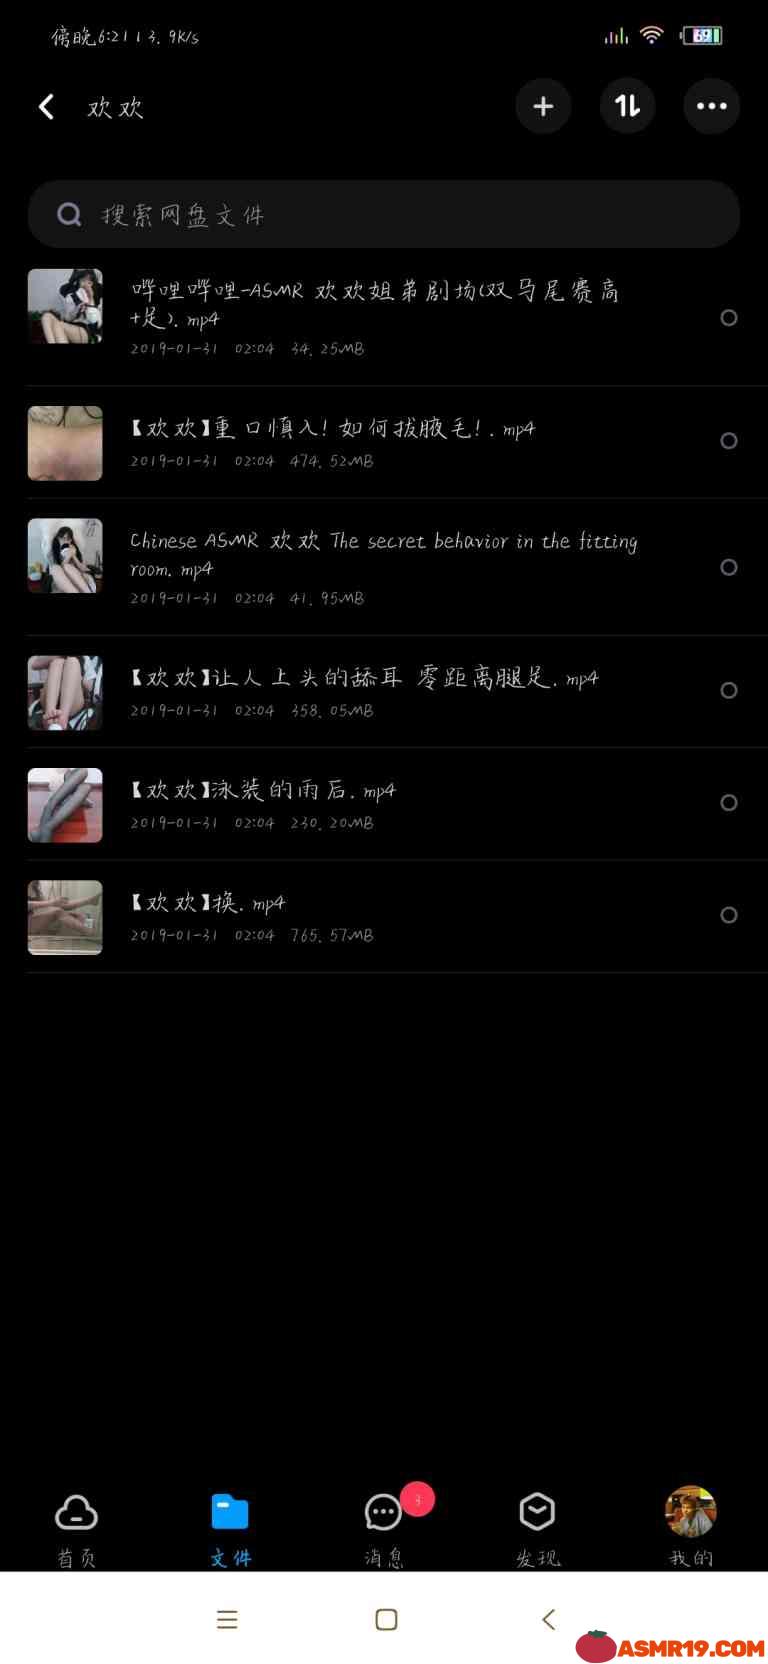 傍晚6:21 | 3.9K/s
69
欢欢
搜索网盘文件
哔哩哔哩-ASMR 欢欢姐弟剧场(双马尾赛高
+足).mp4
2019-01-31 02:04 34.25MB
【欢欢】重口慎入!如何拔腋毛!.mp4
2019-01-31 02:04 474.52MB
Chinese ASMR 欢欢 The secret behavior in the fitting
room.mp4
2019-01-31 02:04 41.95MB
【欢欢】让人上头的舔耳 零距离腿足.mp4
2019-01-31 02:04 358.05MB
【欢欢】泳装的雨后.mp4
2019-01-31 02:04 230.20MB
【欢欢】换.mp4
2019-01-31 02:04 765.57MB
3
首页 文件 消息 发现 我的
ASMR19.COM